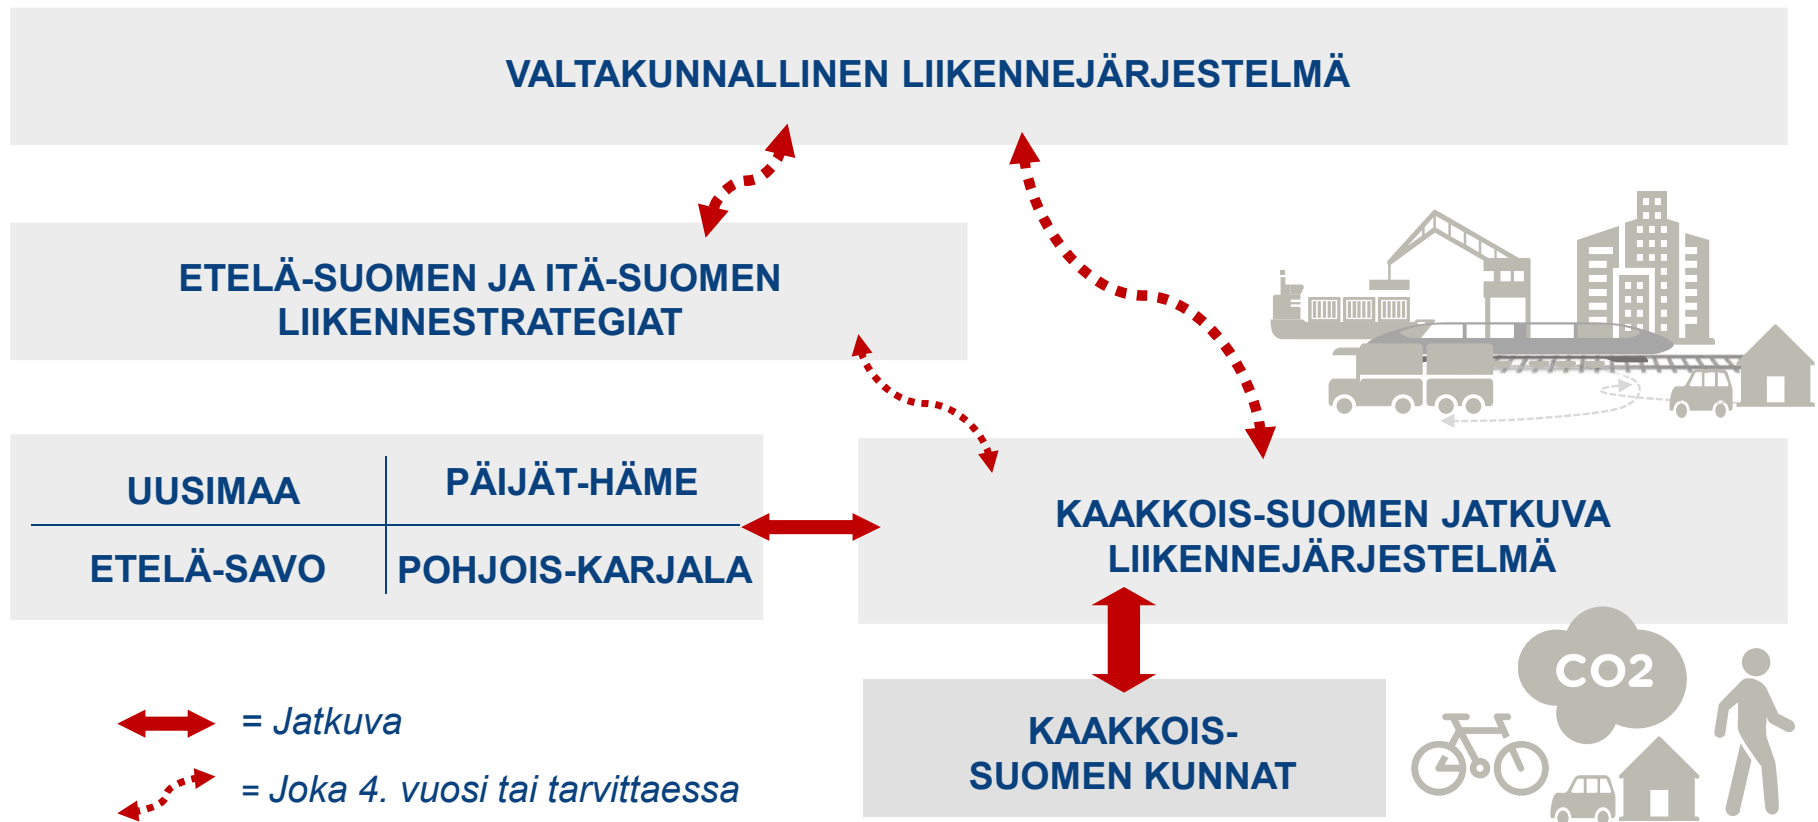 VALTAKUNNALLINEN LIIKENNEJÄRJESTELMÄ
ETELÄ-SUOMEN JA ITÄ-SUOMEN
LIIKENNESTRATEGIAT
UUSIMAA
PÄIJÄT-HÄME
ETELÄ-SAVO
POHJOIS-KARJALA
KAAKKOIS-SUOMEN JATKUVA
LIIKENNEJÄRJESTELMÄ
KAAKKOIS-
SUOMEN KUNNAT
CO2
= Jatkuva
= Joka 4. vuosi tai tarvittaessa